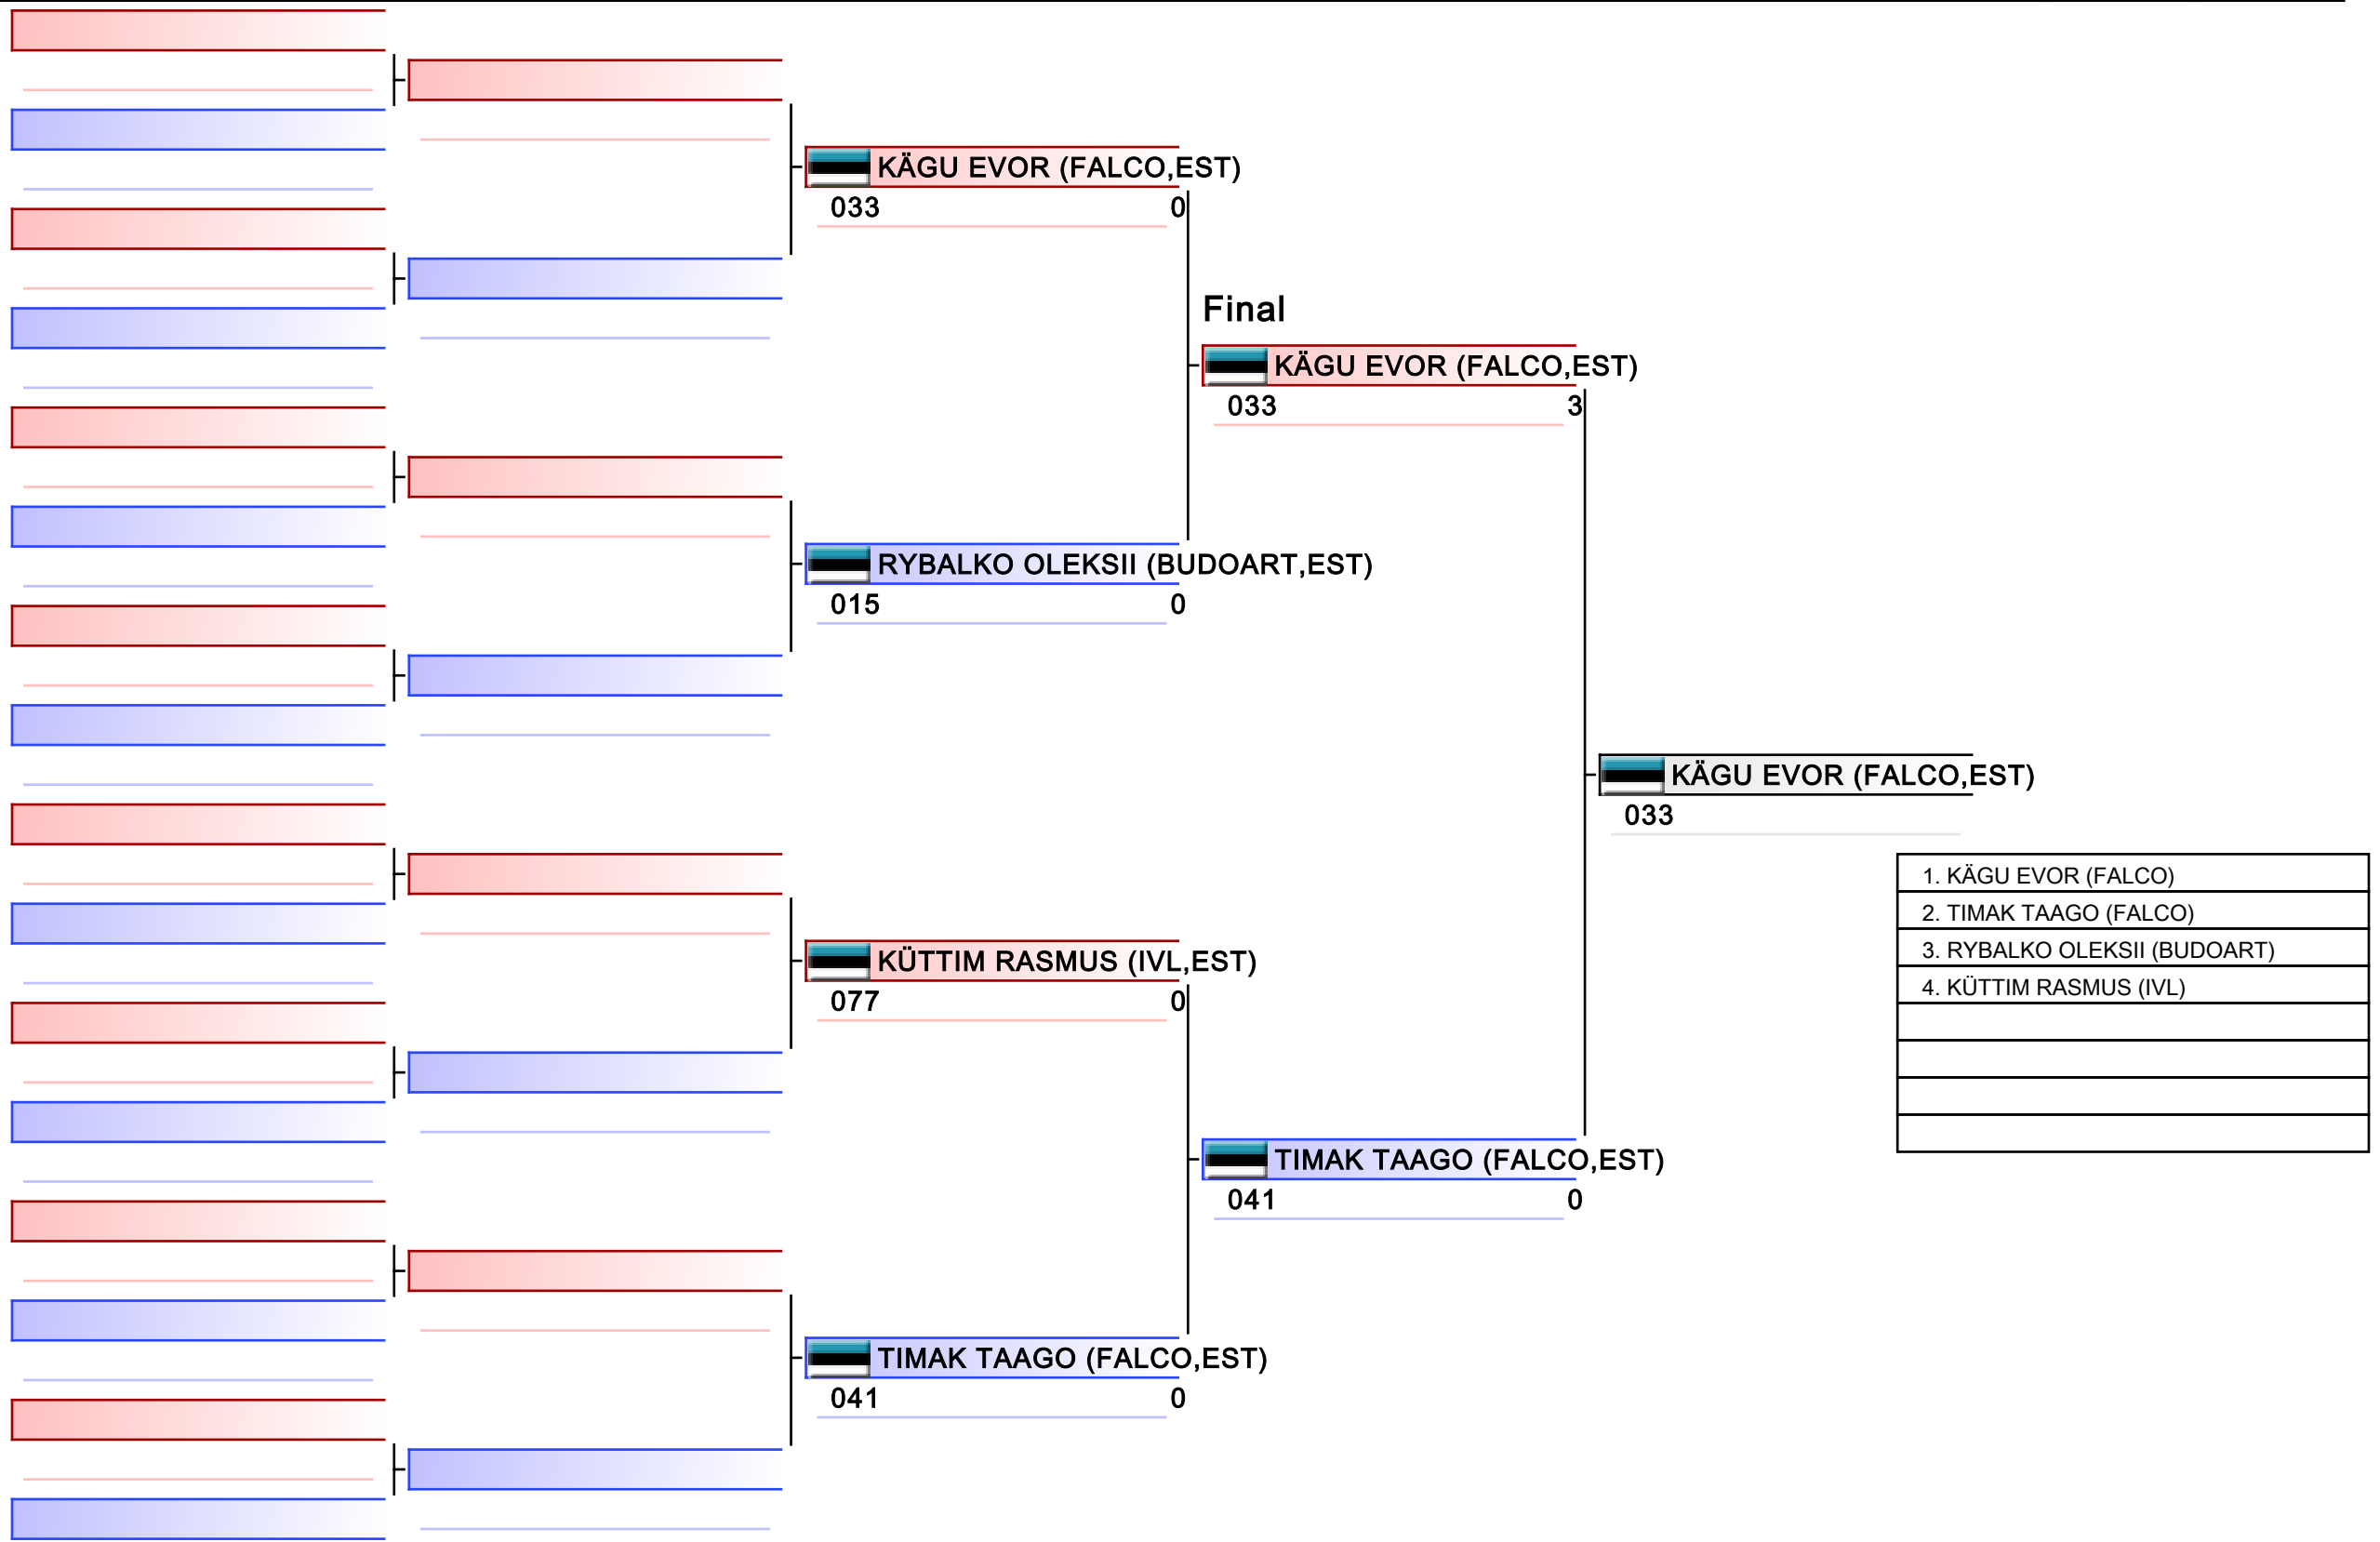 KÄGU EVOR (FALCO,EST)
033 0
Final
KÄGU EVOR (FALCO,EST)
033 3
RYBALKO OLEKSII (BUDOART,EST)
015 0
KÄGU EVOR (FALCO,EST)
033
1. KÄGU EVOR (FALCO)
2. TIMAK TAAGO (FALCO)
3. RYBALKO OLEKSII (BUDOART)
4. KÜTTIM RASMUS (IVL)
KÜTTIM RASMUS (IVL,EST)
077 0
TIMAK TAAGO (FALCO,EST)
041 0
TIMAK TAAGO (FALCO,EST)
041 0